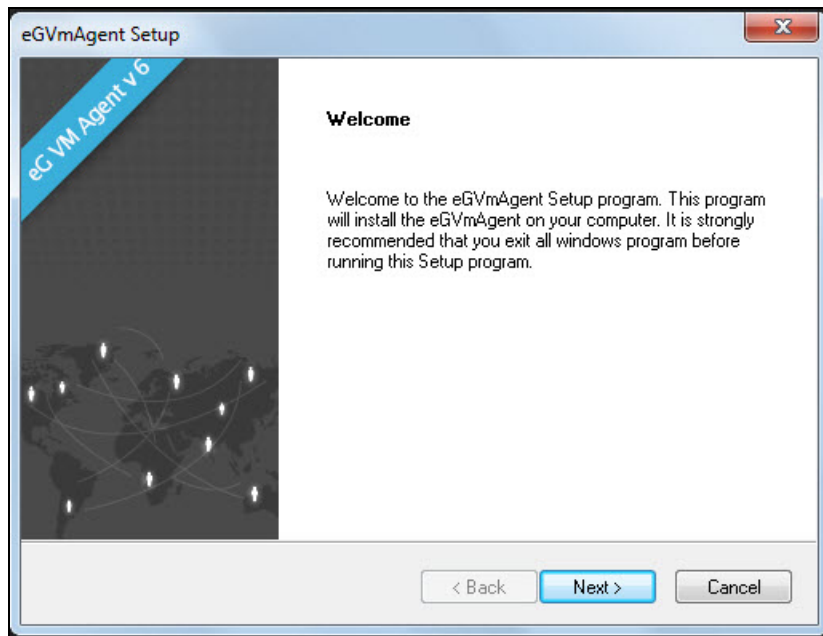 eGVmAgent Setup
eG VM Agent v 6
Welcome
Welcome to the eGVmAgent Setup program. This program
will install the eGVmAgent on your computer. It is strongly
recommended that you exit all windows program before
running this Setup program.
< Back
Next >
Cancel